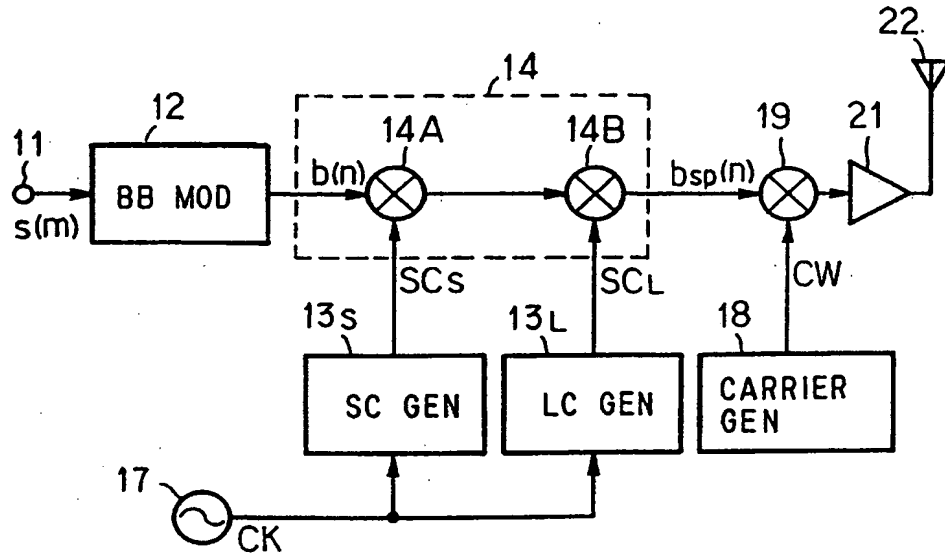 22
14
12
14A
14B
19
21
11
b(n)
bsp(n)
BB MOD
s(m)
SCS
SCL
CW
13S
13L
18
SC GEN
LC GEN
CARRIER
GEN
17
CK